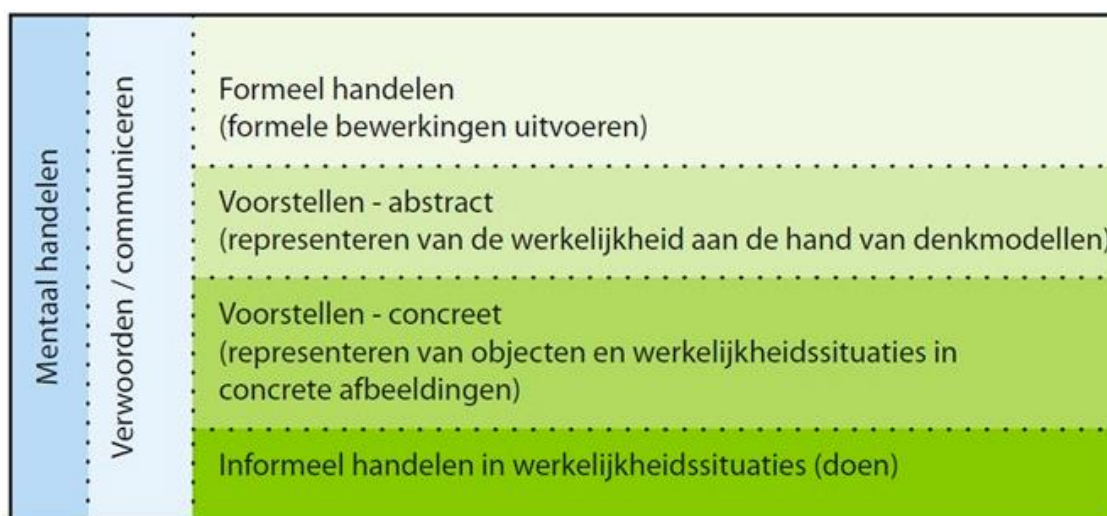 Mentaal handelen
Verwoorden / communiceren
Formeel handelen
(formele bewerkingen uitvoeren)
Voorstellen - abstract
(representeren van de werkelijkheid aan de hand van denkmodellen)
Voorstellen - concreet
(representeren van objecten en werkelijkheidssituaties in
concrete afbeeldingen)
Informeel handelen in werkelijkheidssituaties (doen)